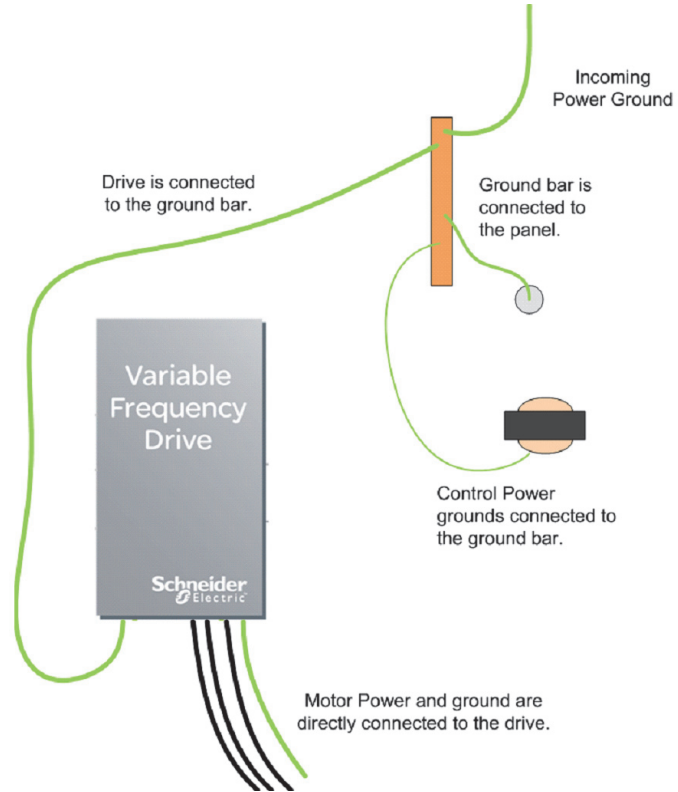 Incoming
Power Ground
Drive is connected
to the ground bar.
Ground bar is
connected to
the panel.
Variable
Frequency
Drive
Control Power
grounds connected to
the ground bar.
Schneider
Electric
Motor Power and ground are
directly connected to the drive.